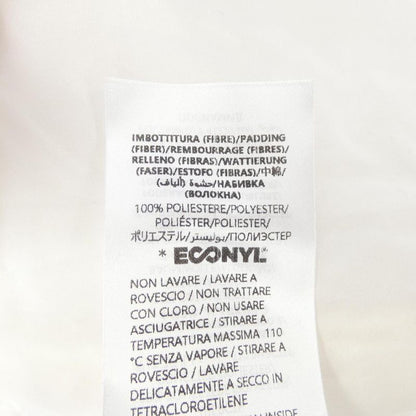 IMBOTTITURA (FIBRE)/PADDING
(FIBER)/REMBOURRAGE (FIBRES)/
RELLENO (FIBRAS)/WATTIERUNG
(FASER)/ESTOFO (FIBRAS)/中綿/
حشوة (ألياف)/НАБИВКА
(ВОЛОКНА)
100% POLIESTERE/POLYESTER/
POLIÉSTER/POLIESTER/
ポリエステル/بوليستر/ПОЛИЭСТЕР
* ECONYL®
NON LAVARE / LAVARE A
ROVESCIO / NON TRATTARE
CON CLORO / NON USARE
ASCIUGATRICE / STIRARE A
TEMPERATURA MASSIMA 110
°C SENZA VAPORE / STIRARE A
ROVESCIO / LAVARE
DELICATAMENTE A SECCO IN
TETRACLOROETILENE
/INSIDE